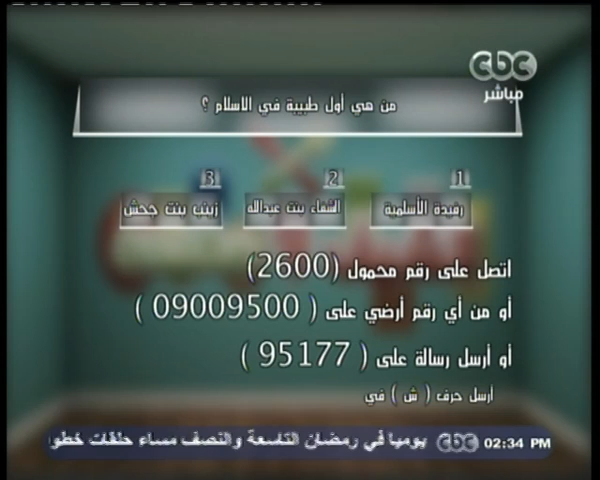 cbc
مباشر
من هي أول طبيبة في الاسلام ؟
1 2 3
رفيدة الأسلمية الشفاء بنت عبدالله زينب بنت جحش
اتصل على رقم محمول (2600)
أو من أي رقم أرضي على ( 09009500 )
أو أرسل رسالة على ( 95177 )
أرسل حرف ( ش ) في
يوميا في رمضان التاسعة والنصف مساء حلقات خطو cbc 02:34 PM